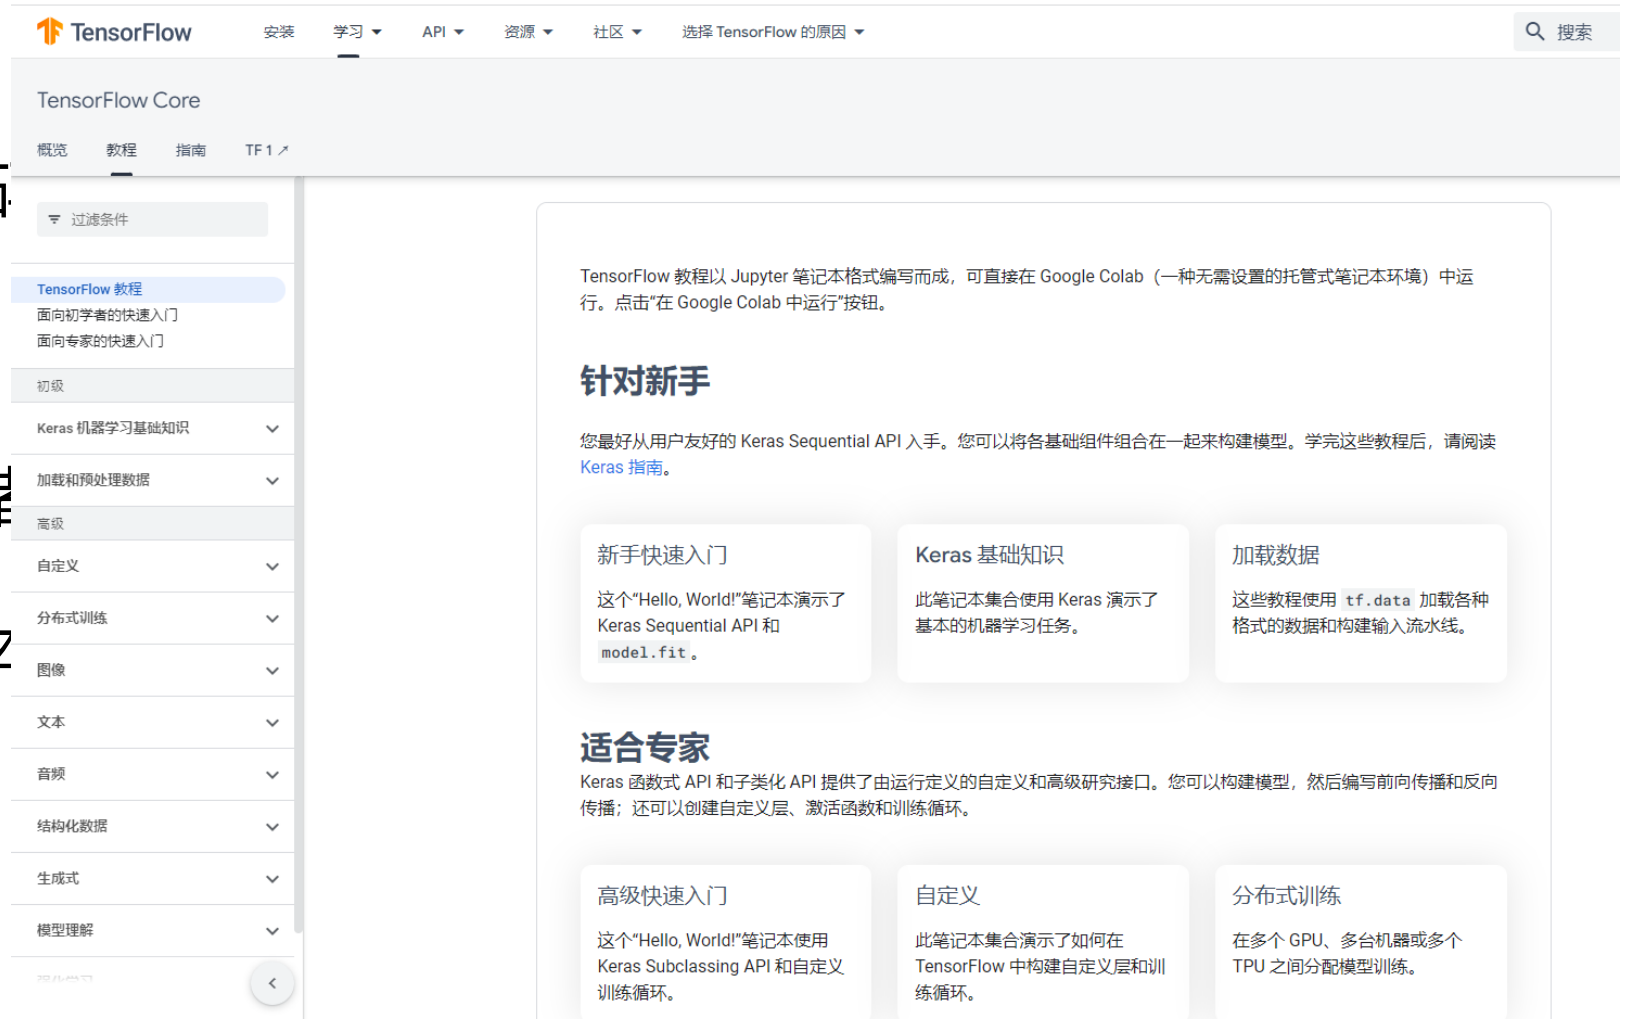 TensorFlow
安装
学习
API
资源
社区
选择 TensorFlow 的原因
搜索
TensorFlow Core
概览
教程
指南
TF 1
过滤条件
TensorFlow 教程
面向初学者的快速入门
面向专家的快速入门
初级
Keras 机器学习基础知识
加载和预处理数据
高级
自定义
分布式训练
图像
文本
音频
结构化数据
生成式
模型理解
强化学习
TensorFlow 教程以 Jupyter 笔记本格式编写而成，可直接在 Google Colab（一种无需设置的托管式笔记本环境）中运
行。点击“在 Google Colab 中运行”按钮。
针对新手
您最好从用户友好的 Keras Sequential API 入手。您可以将各基础组件组合在一起来构建模型。学完这些教程后，请阅读
Keras 指南。
新手快速入门
这个“Hello, World!”笔记本演示了
Keras Sequential API 和
model.fit。
Keras 基础知识
此笔记本集合使用 Keras 演示了
基本的机器学习任务。
加载数据
这些教程使用 tf.data 加载各种
格式的数据和构建输入流水线。
适合专家
Keras 函数式 API 和子类化 API 提供了由运行定义的自定义和高级研究接口。您可以构建模型，然后编写前向传播和反向
传播；还可以创建自定义层、激活函数和训练循环。
高级快速入门
这个“Hello, World!”笔记本使用
Keras Subclassing API 和自定义
训练循环。
自定义
此笔记本集合演示了如何在
TensorFlow 中构建自定义层和训
练循环。
分布式训练
在多个 GPU、多台机器或多个
TPU 之间分配模型训练。